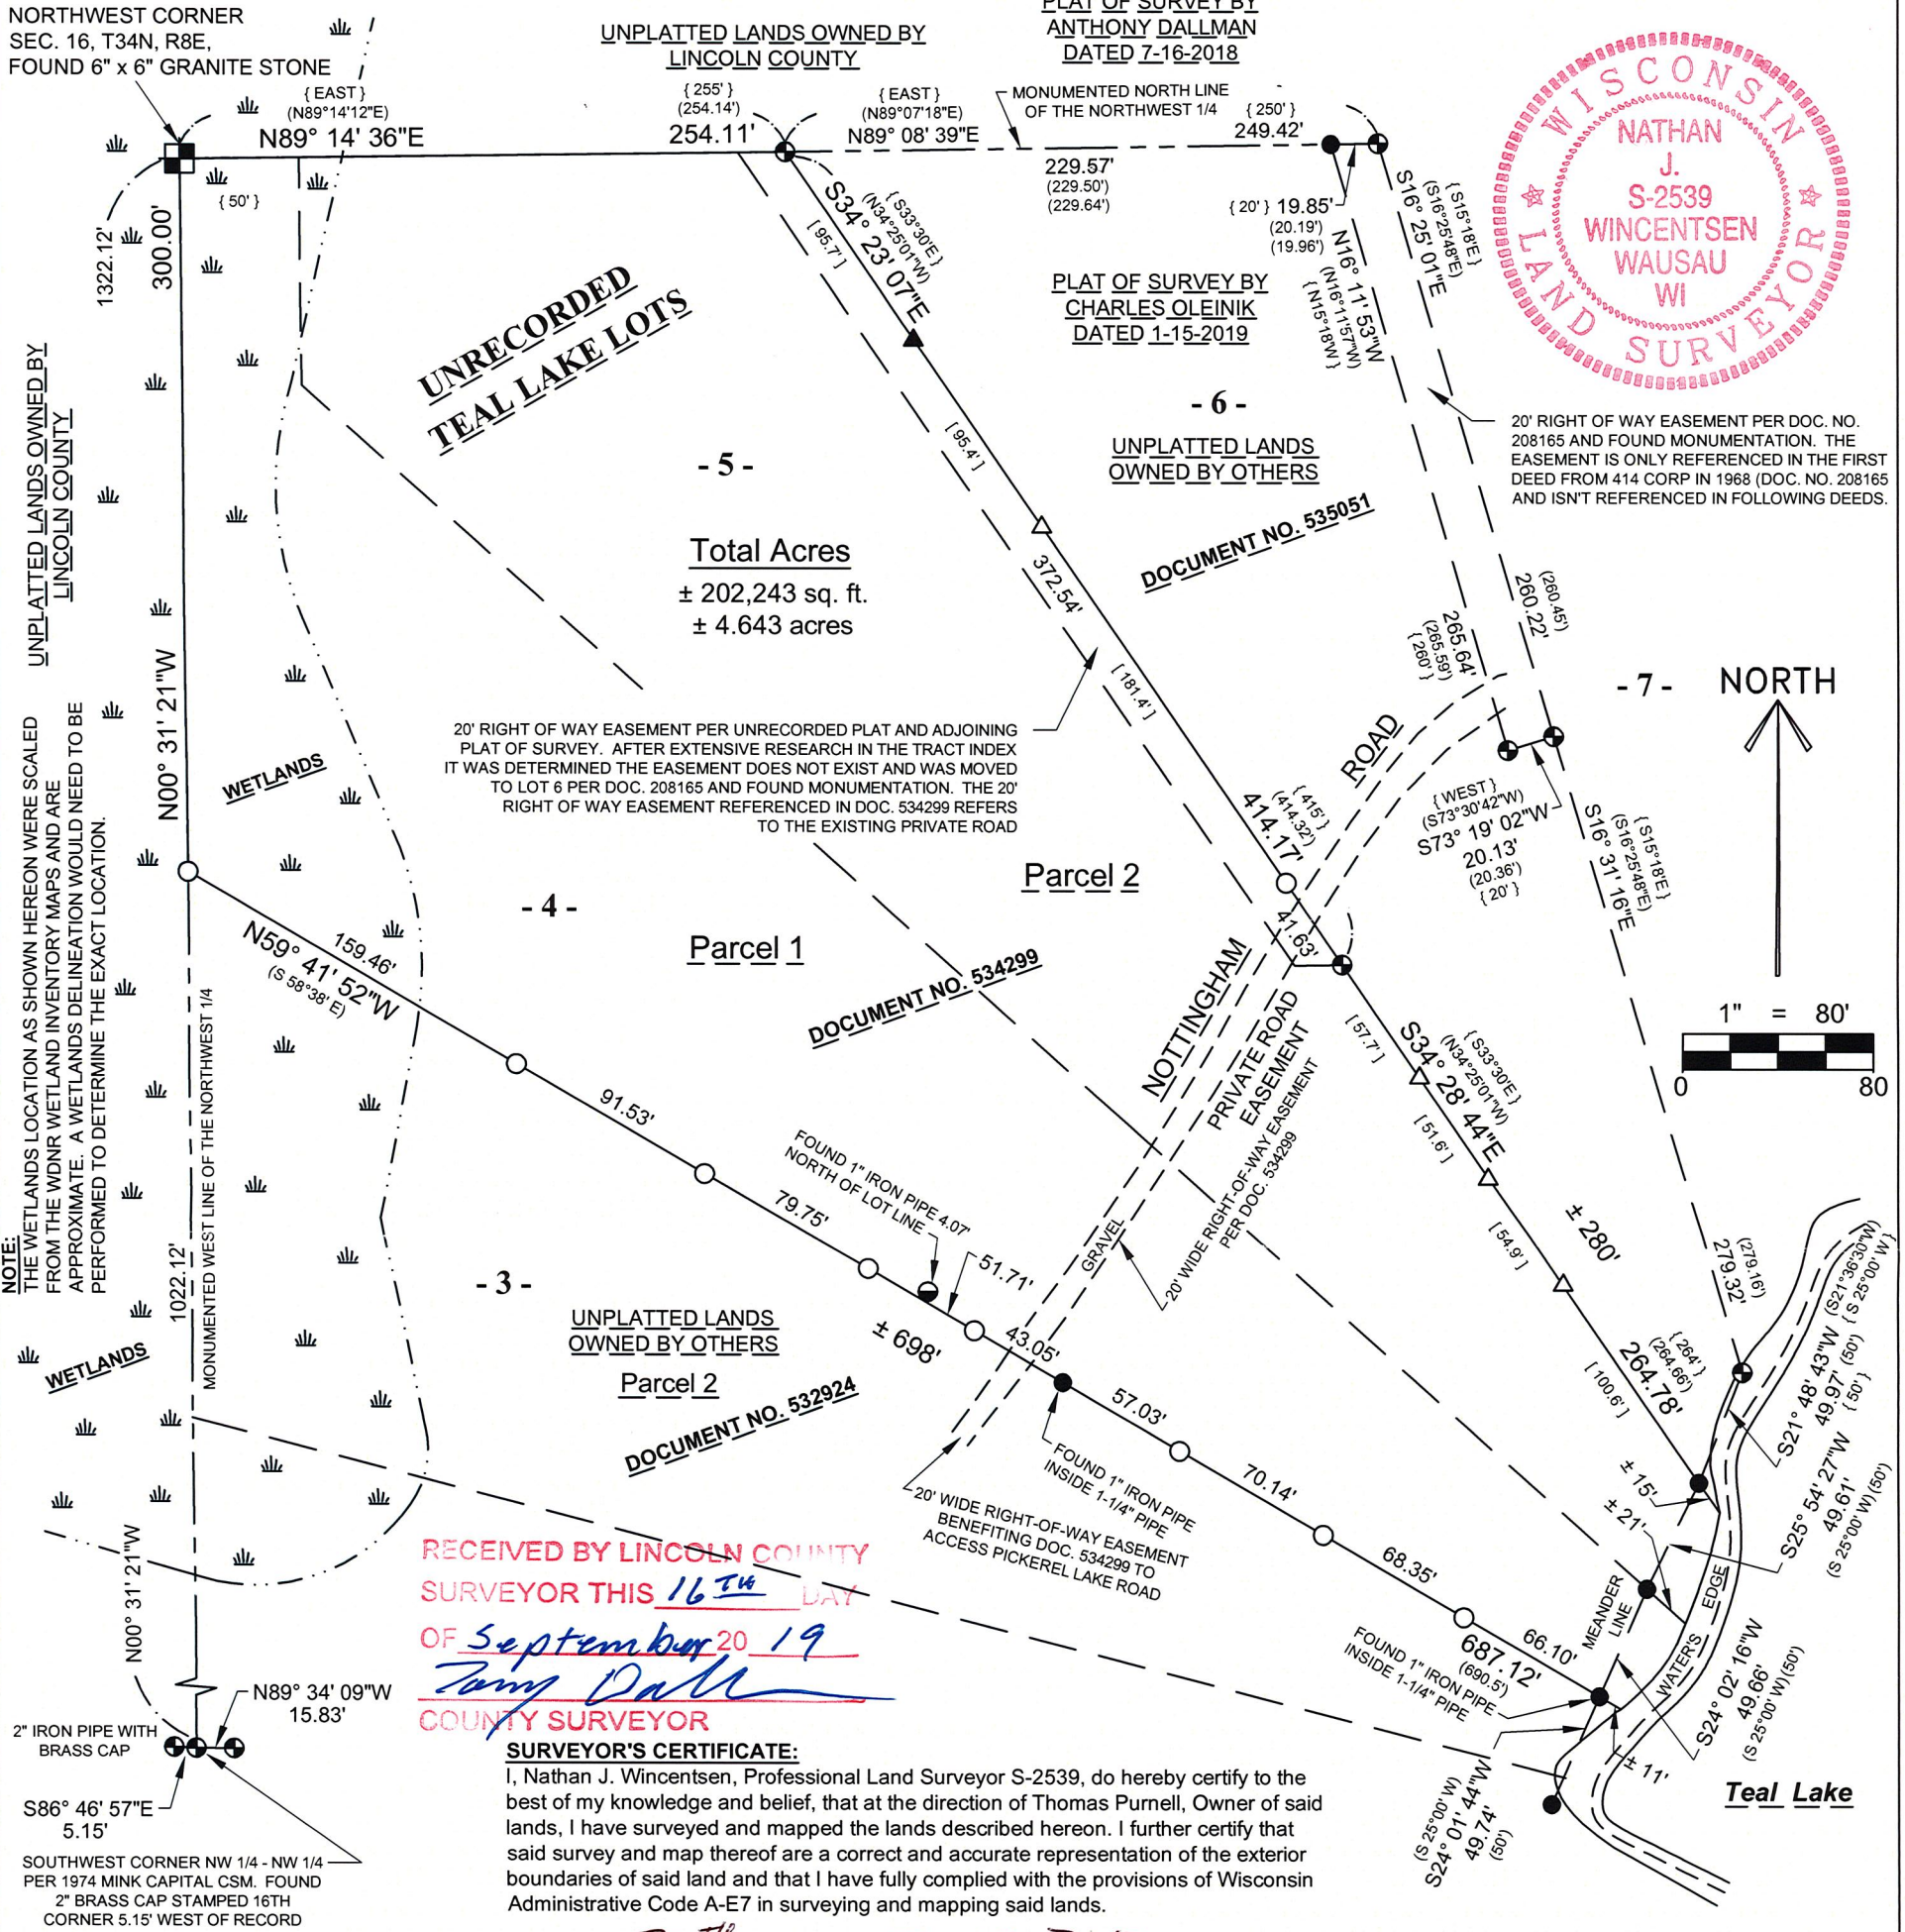 NORTHWEST CORNER
SEC. 16, T34N, R8E,
FOUND 6" x 6" GRANITE STONE
UNPLATTED LANDS OWNED BY
LINCOLN COUNTY
PLAT OF SURVEY BY
ANTHONY DALLMAN
DATED 7-16-2018
{ EAST }
(N89°14'12"E)
N89° 14' 36"E
{ 255' }
(254.14')
254.11'
{ EAST }
(N89°07'18"E)
N89° 08' 39"E
MONUMENTED NORTH LINE
OF THE NORTHWEST 1/4
{ 250' }
249.42'
229.57'
(229.50')
(229.64')
{ 20' } 19.85'
(20.19')
(19.96')
WISCONSIN
NATHAN
J.
S-2539
WINCENTSEN
WAUSAU
WI
LAND SURVEYOR
{ 50' }
1322.12'
300.00'
{ S33°30'E }
(N34°25'01"W)
S34° 23' 07"E
[ 95.7' ]
{ S15°18'E }
(S16°25'48"E)
S16° 25' 01"E
N16° 11' 53"W
(N16°11'57"W)
{ N15°18'W }
UNRECORDED
TEAL LAKE LOTS
PLAT OF SURVEY BY
CHARLES OLEINIK
DATED 1-15-2019
- 6 -
UNPLATTED LANDS
OWNED BY OTHERS
20' RIGHT OF WAY EASEMENT PER DOC. NO.
208165 AND FOUND MONUMENTATION. THE
EASEMENT IS ONLY REFERENCED IN THE FIRST
DEED FROM 414 CORP IN 1968 (DOC. NO. 208165
AND ISN'T REFERENCED IN FOLLOWING DEEDS.
UNPLATTED LANDS OWNED BY
LINCOLN COUNTY
- 5 -
[ 95.4' ]
DOCUMENT NO. 535051
Total Acres
± 202,243 sq. ft.
± 4.643 acres
372.54'
[ 181.4' ]
(260.45')
260.22'
265.64'
(265.59')
{ 260' }
- 7 -
NORTH
N00° 31' 21"W
20' RIGHT OF WAY EASEMENT PER UNRECORDED PLAT AND ADJOINING
PLAT OF SURVEY. AFTER EXTENSIVE RESEARCH IN THE TRACT INDEX
IT WAS DETERMINED THE EASEMENT DOES NOT EXIST AND WAS MOVED
TO LOT 6 PER DOC. 208165 AND FOUND MONUMENTATION. THE 20'
RIGHT OF WAY EASEMENT REFERENCED IN DOC. 534299 REFERS
TO THE EXISTING PRIVATE ROAD
WETLANDS
NOTE:
THE WETLANDS LOCATION AS SHOWN HEREON WERE SCALED
FROM THE WDNR WETLAND INVENTORY MAPS AND ARE
APPROXIMATE. A WETLANDS DELINEATION WOULD NEED TO BE
PERFORMED TO DETERMINE THE EXACT LOCATION.
ROAD
{ 415' }
(414.32')
414.17'
{ WEST }
(S73°30'42"W)
S73° 19' 02"W
20.13'
(20.36')
{ 20' }
{ S15°18'E }
(S16°25'48"E)
S16° 31' 16"E
Parcel 2
- 4 -
Parcel 1
41.63'
159.46'
N59° 41' 52"W
(S 58°38' E)
DOCUMENT NO. 534299
NOTTINGHAM
PRIVATE ROAD
EASEMENT
20' WIDE RIGHT-OF-WAY EASEMENT
PER DOC. 534299
1" = 80'
0 80
[ 57.7' ]
{ S33°30'E }
(N34°25'01"W)
S34° 28' 44"E
[ 51.6' ]
91.53'
MONUMENTED WEST LINE OF THE NORTHWEST 1/4
79.75'
FOUND 1" IRON PIPE 4.07'
NORTH OF LOT LINE
51.71'
GRAVEL
± 280'
[ 54.9' ]
(279.16')
279.32'
1022.12'
- 3 -
UNPLATTED LANDS
OWNED BY OTHERS
Parcel 2
± 698'
43.05'
{ 264' }
(264.66')
264.78'
[ 100.6' ]
S21° 48' 43"W (S21°36'30"W)
49.97' (50') { S 25°00' W }
{ 50' }
WETLANDS
DOCUMENT NO. 532924
57.03'
FOUND 1" IRON PIPE
INSIDE 1-1/4" PIPE
70.14'
± 15'
± 21'
S25° 54' 27"W
49.61'
(S 25°00' W) (50')
20' WIDE RIGHT-OF-WAY EASEMENT
BENEFITING DOC. 534299 TO
ACCESS PICKEREL LAKE ROAD
68.35'
MEANDER
LINE
WATER'S EDGE
N00° 31' 21"W
RECEIVED BY LINCOLN COUNTY
SURVEYOR THIS 16TH DAY
OF September 20 19
Tony Dall
COUNTY SURVEYOR
FOUND 1" IRON PIPE
INSIDE 1-1/4" PIPE
66.10'
687.12'
(690.5')
S24° 02' 16"W
49.66'
(S 25°00' W) (50')
N89° 34' 09"W
15.83'
2" IRON PIPE WITH
BRASS CAP
S86° 46' 57"E
5.15'
± 11'
(S 25°00' W)
S24° 01' 44"W
49.74'
(50')
Teal Lake
SOUTHWEST CORNER NW 1/4 - NW 1/4
PER 1974 MINK CAPITAL CSM. FOUND
2" BRASS CAP STAMPED 16TH
CORNER 5.15' WEST OF RECORD
SURVEYOR'S CERTIFICATE:
I, Nathan J. Wincentsen, Professional Land Surveyor S-2539, do hereby certify to the
best of my knowledge and belief, that at the direction of Thomas Purnell, Owner of said
lands, I have surveyed and mapped the lands described hereon. I further certify that
said survey and map thereof are a correct and accurate representation of the exterior
boundaries of said land and that I have fully complied with the provisions of Wisconsin
Administrative Code A-E7 in surveying and mapping said lands.